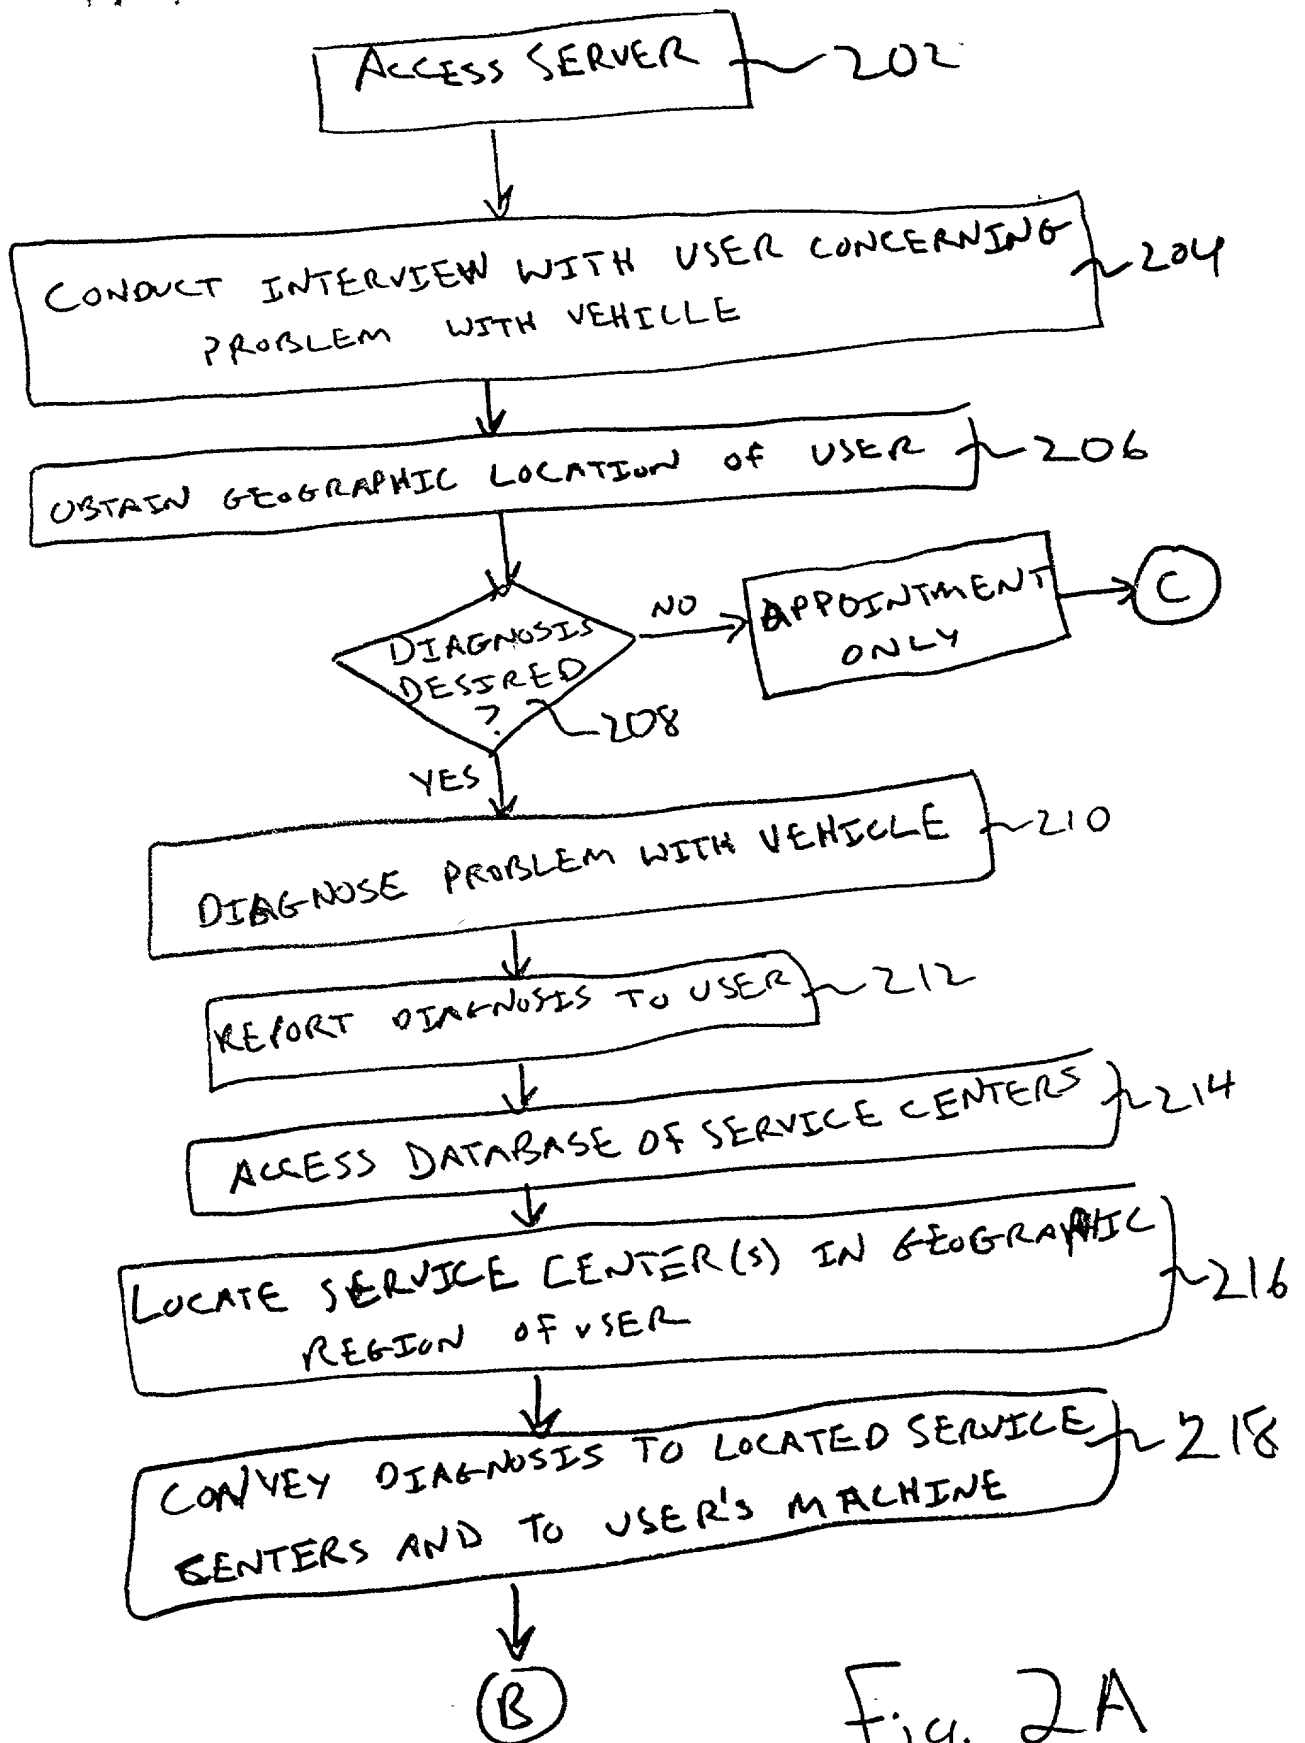 ACCESS SERVER 202
CONDUCT INTERVIEW WITH USER CONCERNING 204
PROBLEM WITH VEHICLE
OBTAIN GEOGRAPHIC LOCATION OF USER 206
DIAGNOSIS
DESIRED
?
208
NO
APPOINTMENT
ONLY
C
YES
DIAGNOSE PROBLEM WITH VEHICLE 210
REPORT DIAGNOSIS TO USER 212
ACCESS DATABASE OF SERVICE CENTERS 214
LOCATE SERVICE CENTER(S) IN GEOGRAPHIC
REGION OF USER
216
CONVEY DIAGNOSIS TO LOCATED SERVICE 218
CENTERS AND TO USER'S MACHINE
B
Fig. 2A